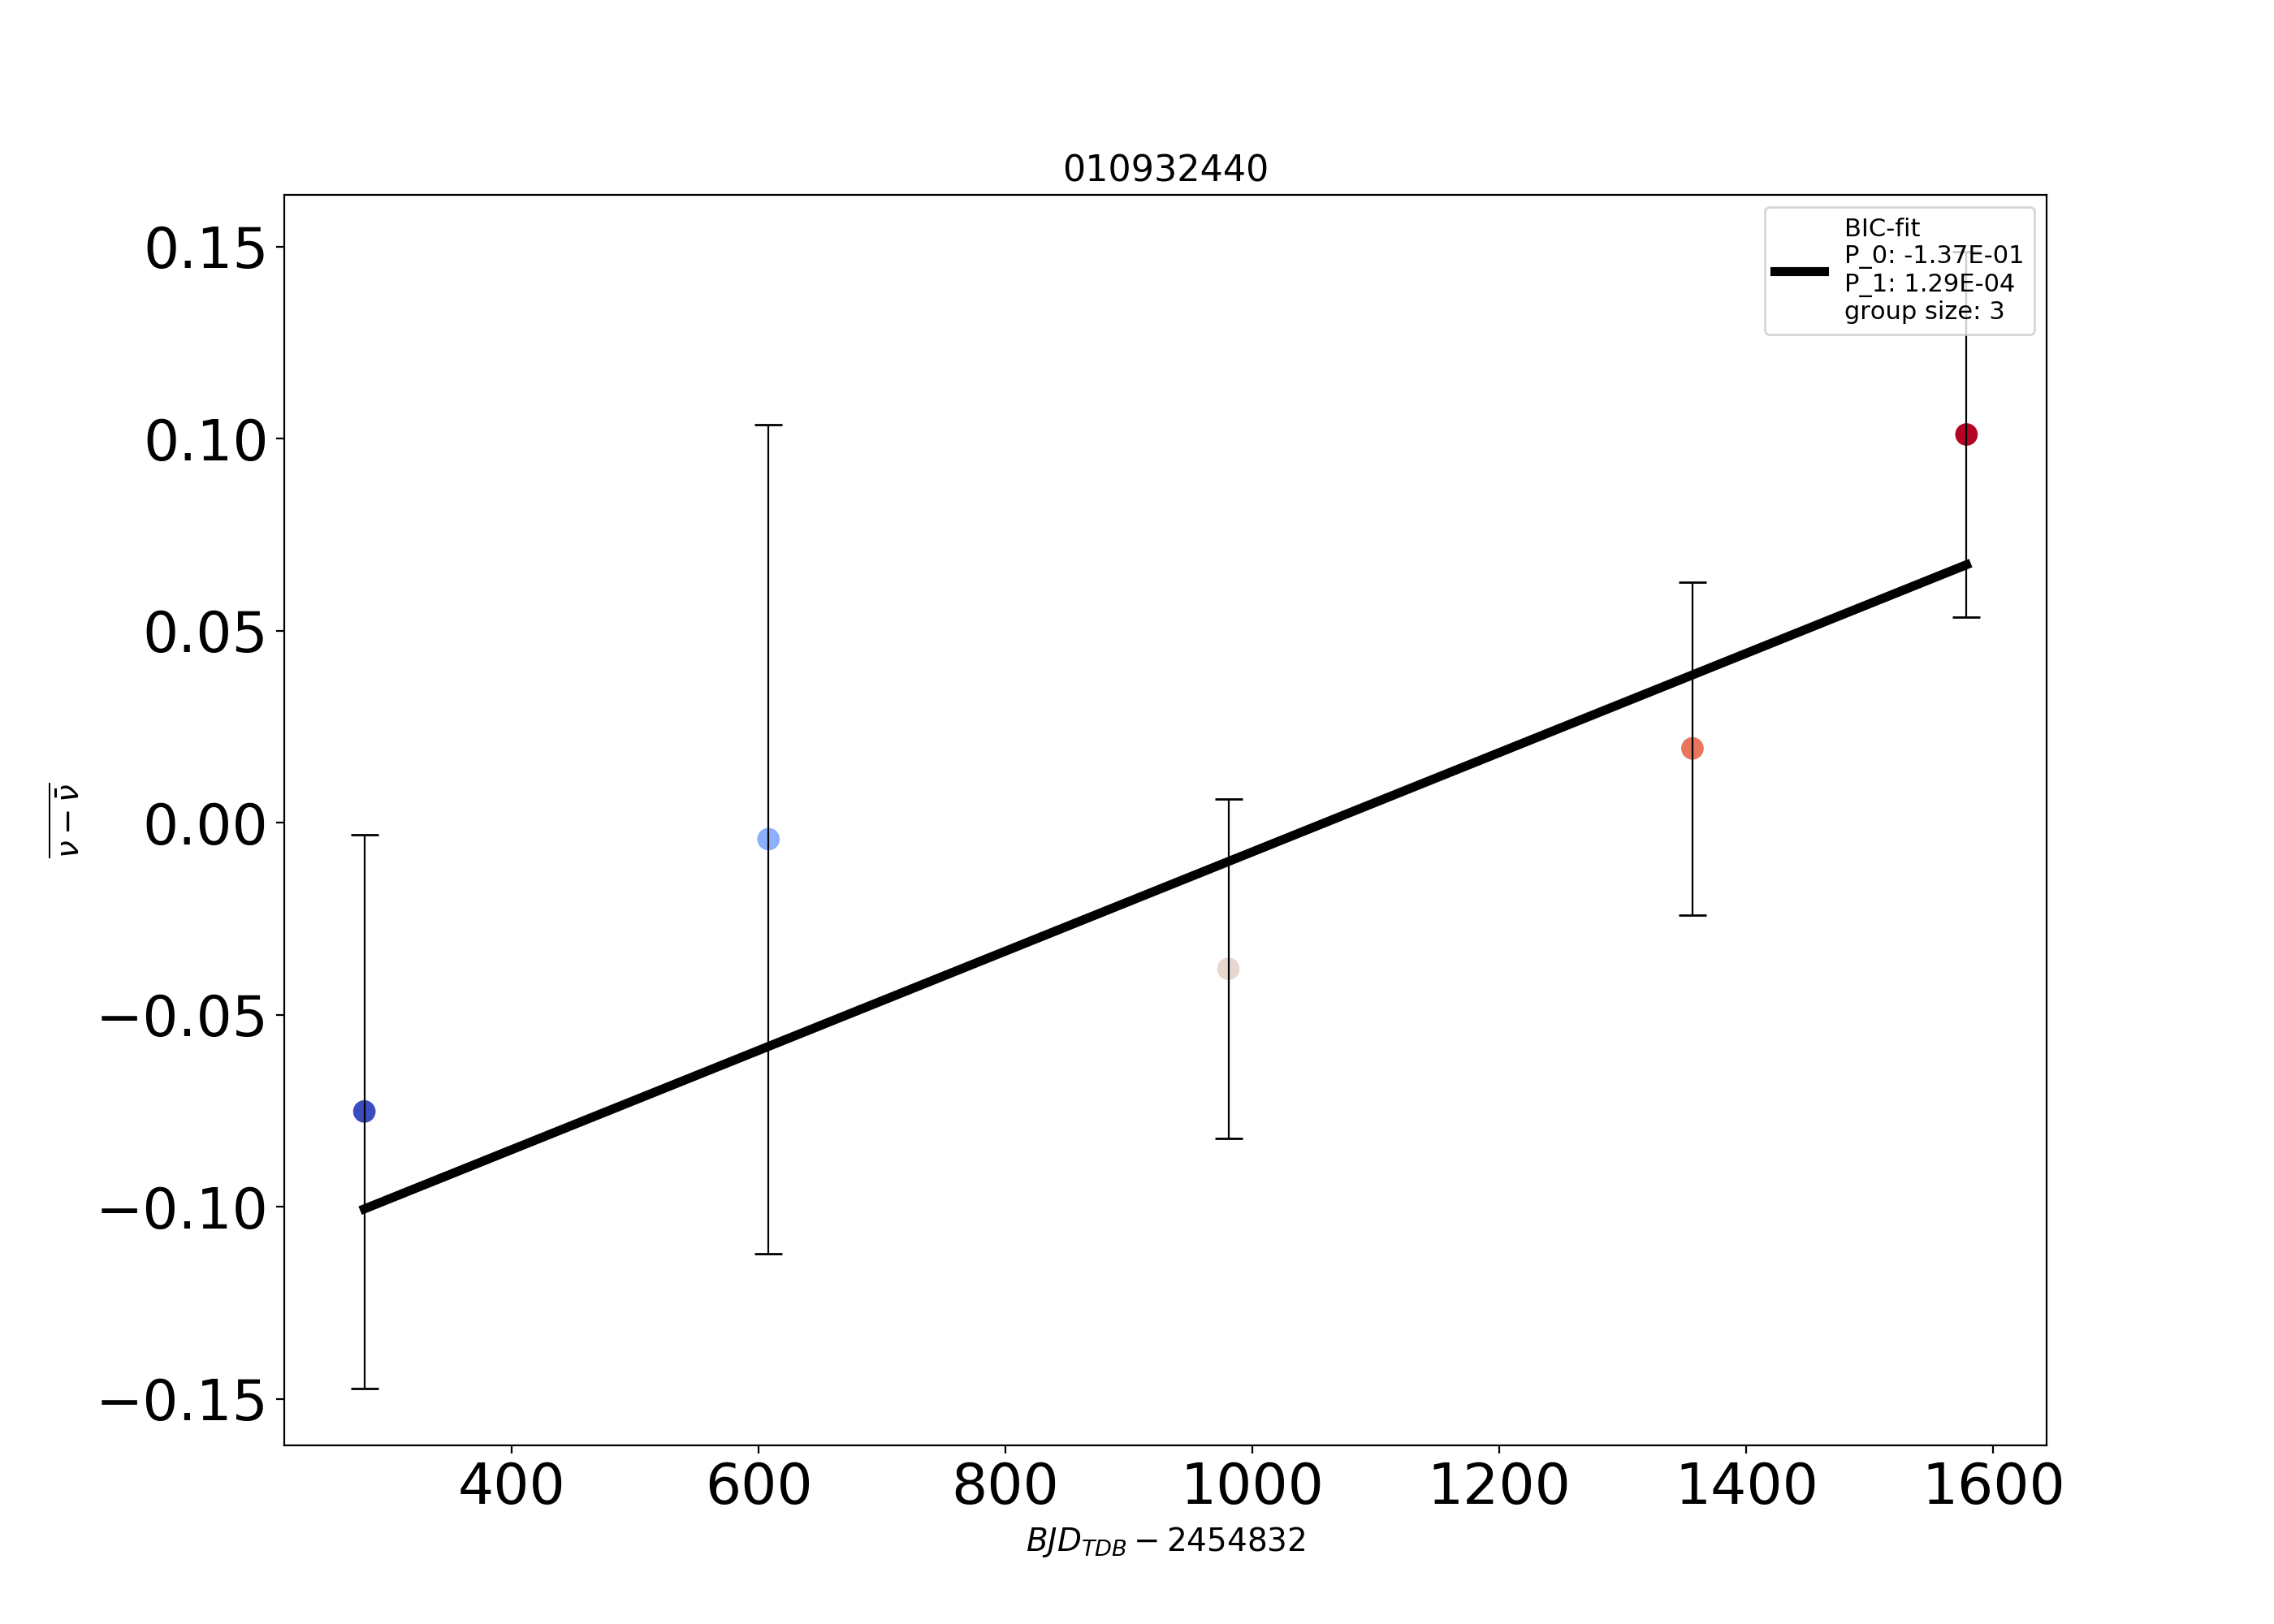 010932440
BIC-fit
P_0: -1.37E-01
P_1: 1.29E-04
group size: 3
0.15
0.10
0.05
0.00
−0.05
−0.10
−0.15
ν − ν̄
400 600 800 1000 1200 1400 1600
BJD_TDB − 2454832